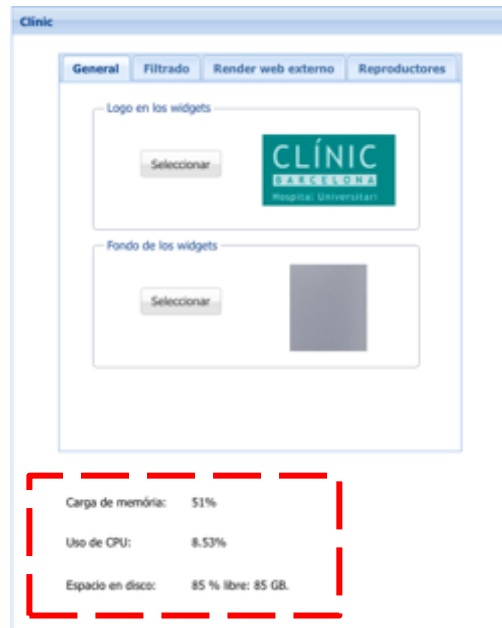 Clínic
General Filtrado Render web externo Reproductores
Logo en los widgets
Seleccionar
CLÍNIC
BARCELONA
Hospital Universitari
Fondo de los widgets
Seleccionar
Carga de memória: 51%
Uso de CPU: 8.53%
Espacio en disco: 85 % libre: 85 GB.